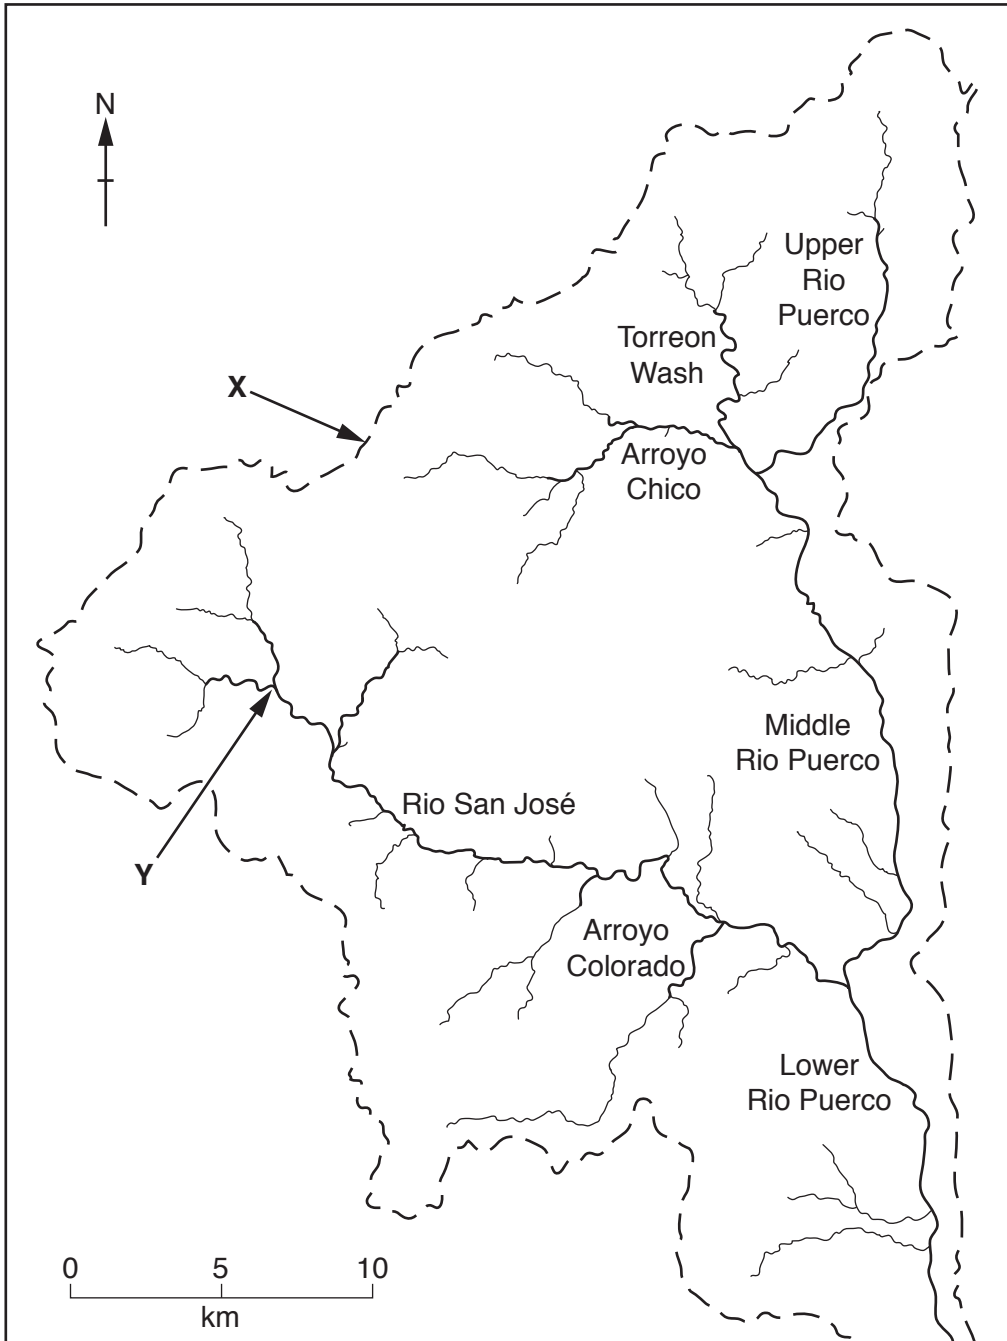 N
Upper
Rio
Puerco
Torreon
Wash
X
Arroyo
Chico
Middle
Rio Puerco
Rio San José
Y
Arroyo
Colorado
Lower
Rio Puerco
0 5 10
km